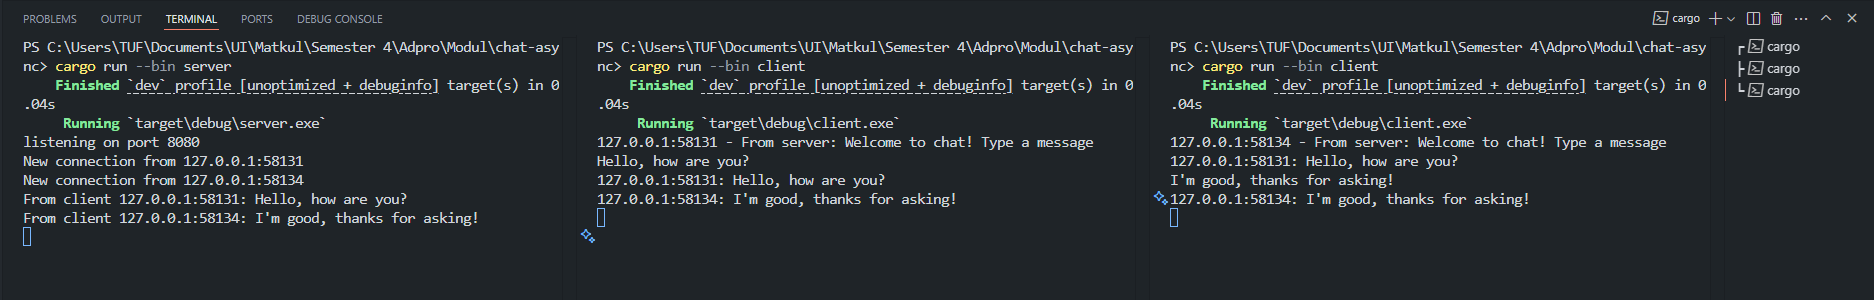 PROBLEMS OUTPUT TERMINAL PORTS DEBUG CONSOLE cargo
PS C:\Users\TUF\Documents\UI\Matkul\Semester 4\Adpro\Modul\chat-asy
nc> cargo run --bin server
Finished `dev` profile [unoptimized + debuginfo] target(s) in 0
.04s
Running `target\debug\server.exe`
listening on port 8080
New connection from 127.0.0.1:58131
New connection from 127.0.0.1:58134
From client 127.0.0.1:58131: Hello, how are you?
From client 127.0.0.1:58134: I'm good, thanks for asking!
PS C:\Users\TUF\Documents\UI\Matkul\Semester 4\Adpro\Modul\chat-asy
nc> cargo run --bin client
Finished `dev` profile [unoptimized + debuginfo] target(s) in 0
.04s
Running `target\debug\client.exe`
127.0.0.1:58131 - From server: Welcome to chat! Type a message
Hello, how are you?
127.0.0.1:58131: Hello, how are you?
127.0.0.1:58134: I'm good, thanks for asking!
PS C:\Users\TUF\Documents\UI\Matkul\Semester 4\Adpro\Modul\chat-asy
nc> cargo run --bin client
Finished `dev` profile [unoptimized + debuginfo] target(s) in 0
.04s
Running `target\debug\client.exe`
127.0.0.1:58134 - From server: Welcome to chat! Type a message
127.0.0.1:58131: Hello, how are you?
I'm good, thanks for asking!
127.0.0.1:58134: I'm good, thanks for asking!
cargo
cargo
cargo